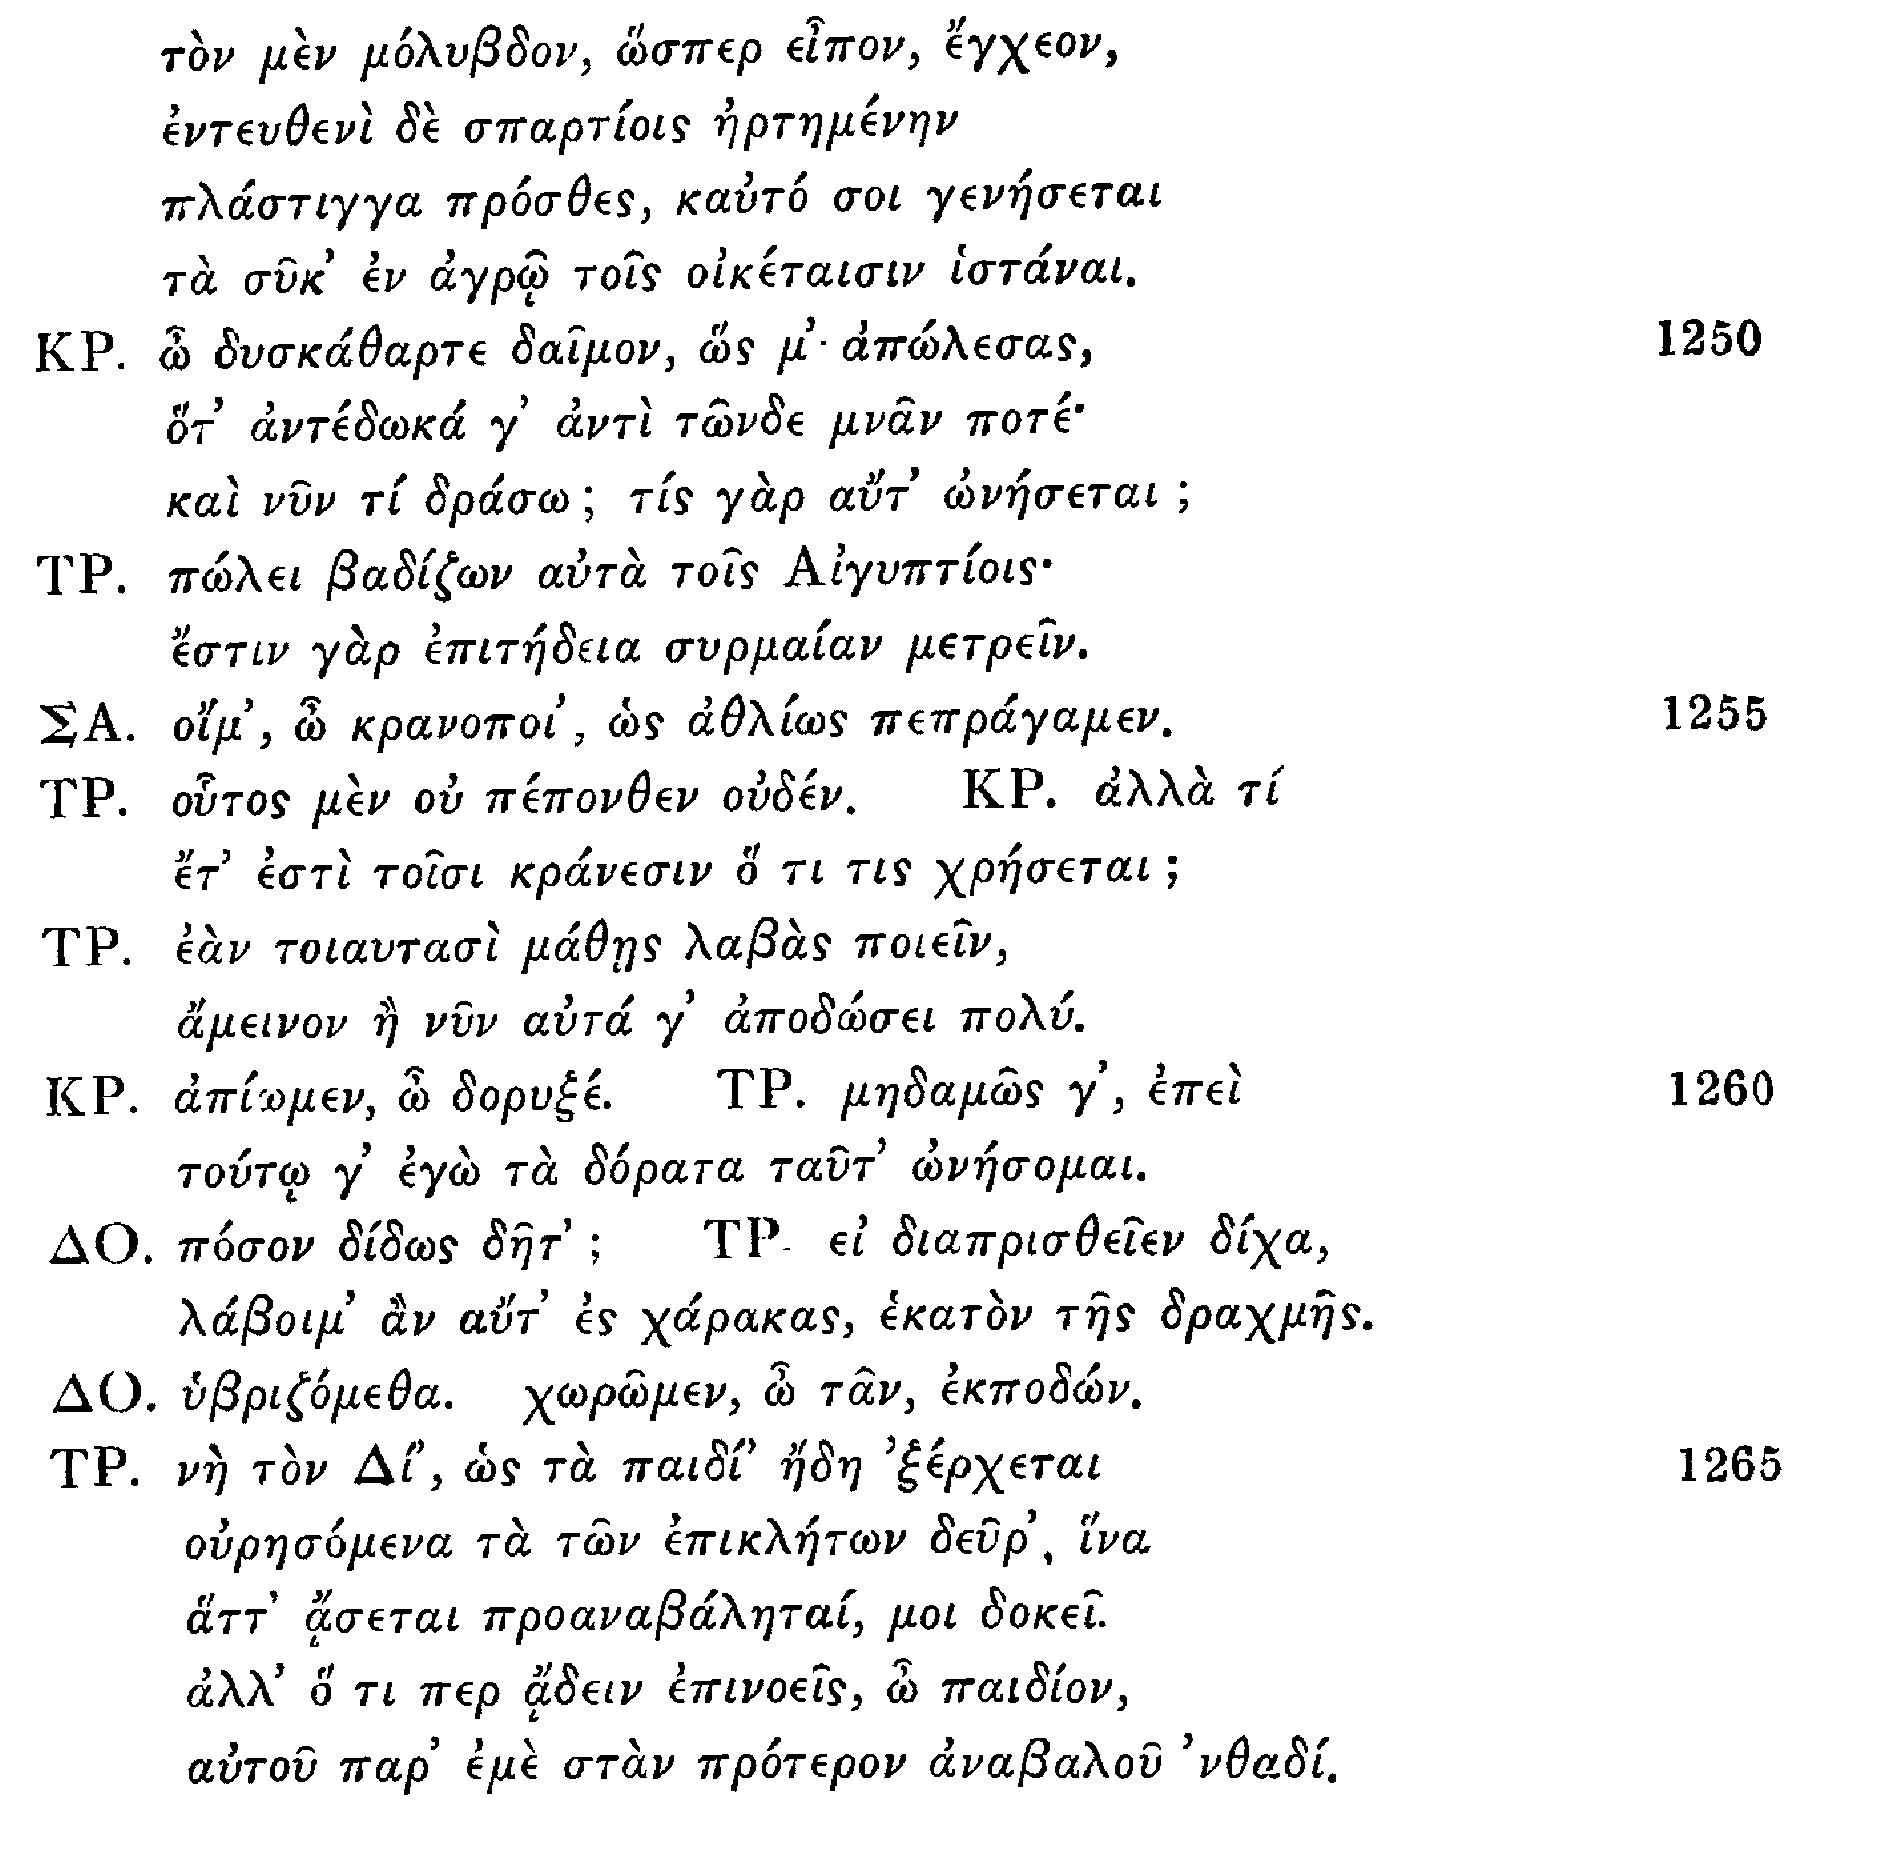 τὸν μὲν μόλυβδον, ὥσπερ εἶπον, ἔγχεον,
ἐντευθενὶ δὲ σπαρτίοις ἠρτημένην
πλάστιγγα πρόσθες, καὐτό σοι γενήσεται
τὰ σῦκ’ ἐν ἀγρῷ τοῖς οἰκέταισιν ἱστάναι.
ΚΡ. ὦ δυσκάθαρτε δαῖμον, ὥς μ’ ἀπώλεσας, 1250
ὅτ’ ἀντέδωκά γ’ ἀντὶ τῶνδε μνᾶν ποτέ·
καὶ νῦν τί δράσω; τίς γὰρ αὔτ’ ὠνήσεται;
ΤΡ. πώλει βαδίζων αὐτὰ τοῖς Αἰγυπτίοις·
ἔστιν γὰρ ἐπιτήδεια συρμαίαν μετρεῖν.
ΣΑ. οἴμ’, ὦ κρανοποί’, ὡς ἀθλίως πεπράγαμεν. 1255
ΤΡ. οὗτος μὲν οὐ πέπονθεν οὐδέν. ΚΡ. ἀλλὰ τί
ἔτ’ ἐστὶ τοῖσι κράνεσιν ὅ τι τις χρήσεται;
ΤΡ. ἐὰν τοιαυτασὶ μάθῃς λαβὰς ποιεῖν,
ἄμεινον ἢ νῦν αὐτά γ’ ἀποδώσει πολύ.
ΚΡ. ἀπίωμεν, ὦ δορυξέ. ΤΡ. μηδαμῶς γ’, ἐπεὶ 1260
τούτῳ γ’ ἐγὼ τὰ δόρατα ταῦτ’ ὠνήσομαι.
ΔΟ. πόσον δίδως δῆτ’; ΤΡ. εἰ διαπρισθεῖεν δίχα,
λάβοιμ’ ἂν αὔτ’ ἐς χάρακας, ἑκατὸν τῆς δραχμῆς.
ΔΟ. ὑβριζόμεθα. χωρῶμεν, ὦ τᾶν, ἐκποδών.
ΤΡ. νὴ τὸν Δί’, ὡς τὰ παιδί’ ἤδη ’ξέρχεται 1265
οὐρησόμενα τὰ τῶν ἐπικλήτων δεῦρ’, ἵνα
ἅττ’ ᾄσεται προαναβάληταί, μοι δοκεῖ.
ἀλλ’ ὅ τι περ ᾄδειν ἐπινοεῖς, ὦ παιδίον,
αὐτοῦ παρ’ ἐμὲ στὰν πρότερον ἀναβαλοῦ ’νθαδί.